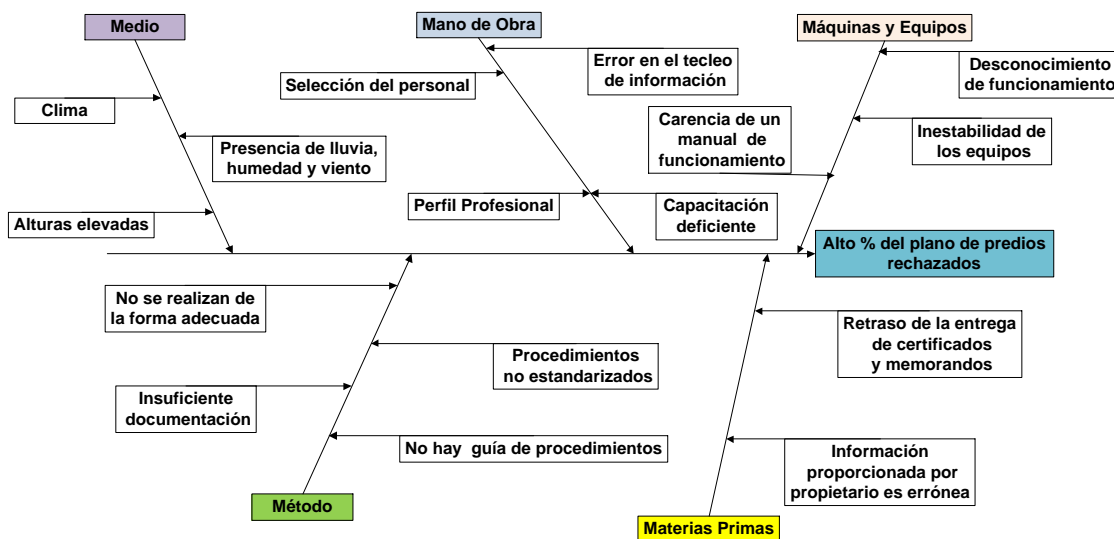 Medio
Mano de Obra
Máquinas y Equipos
Clima
Presencia de lluvia,
humedad y viento
Alturas elevadas
Selección del personal
Error en el tecleo
de información
Perfil Profesional
Capacitación
deficiente
Desconocimiento
de funcionamiento
Carencia de un
manual de
funcionamiento
Inestabilidad de
los equipos
Alto % del plano de predios
rechazados
No se realizan de
la forma adecuada
Procedimientos
no estandarizados
Insuficiente
documentación
No hay guía de procedimientos
Método
Retraso de la entrega
de certificados
y memorandos
Información
proporcionada por
propietario es errónea
Materias Primas